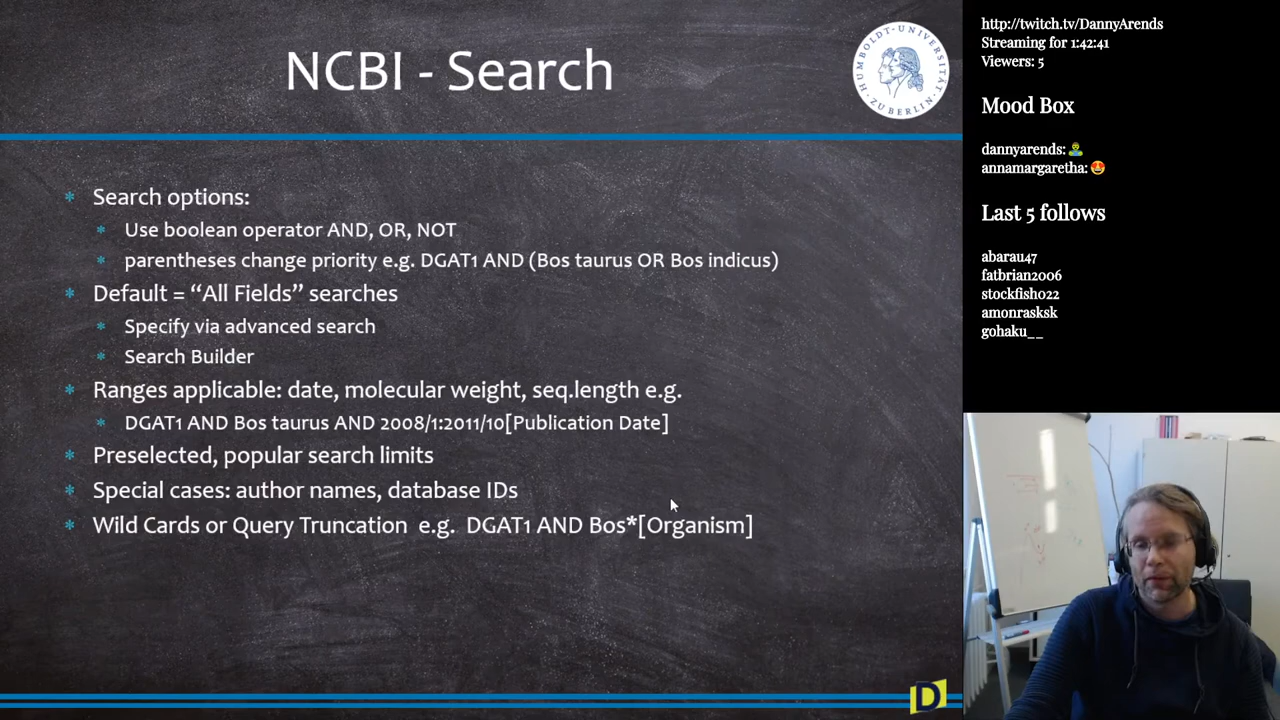 NCBI - Search
HUMBOLDT-UNIVERSITÄT
ZU BERLIN
Search options:
Use boolean operator AND, OR, NOT
parentheses change priority e.g. DGAT1 AND (Bos taurus OR Bos indicus)
Default = “All Fields” searches
Specify via advanced search
Search Builder
Ranges applicable: date, molecular weight, seq.length e.g.
DGAT1 AND Bos taurus AND 2008/1:2011/10[Publication Date]
Preselected, popular search limits
Special cases: author names, database IDs
Wild Cards or Query Truncation e.g. DGAT1 AND Bos*[Organism]
D
http://twitch.tv/DannyArends
Streaming for 1:42:41
Viewers: 5
Mood Box
dannyarends: 🧟‍♂️
annamargaretha: 😍
Last 5 follows
abarau47
fatbrian2006
stockfish022
amonrasksk
gohaku__